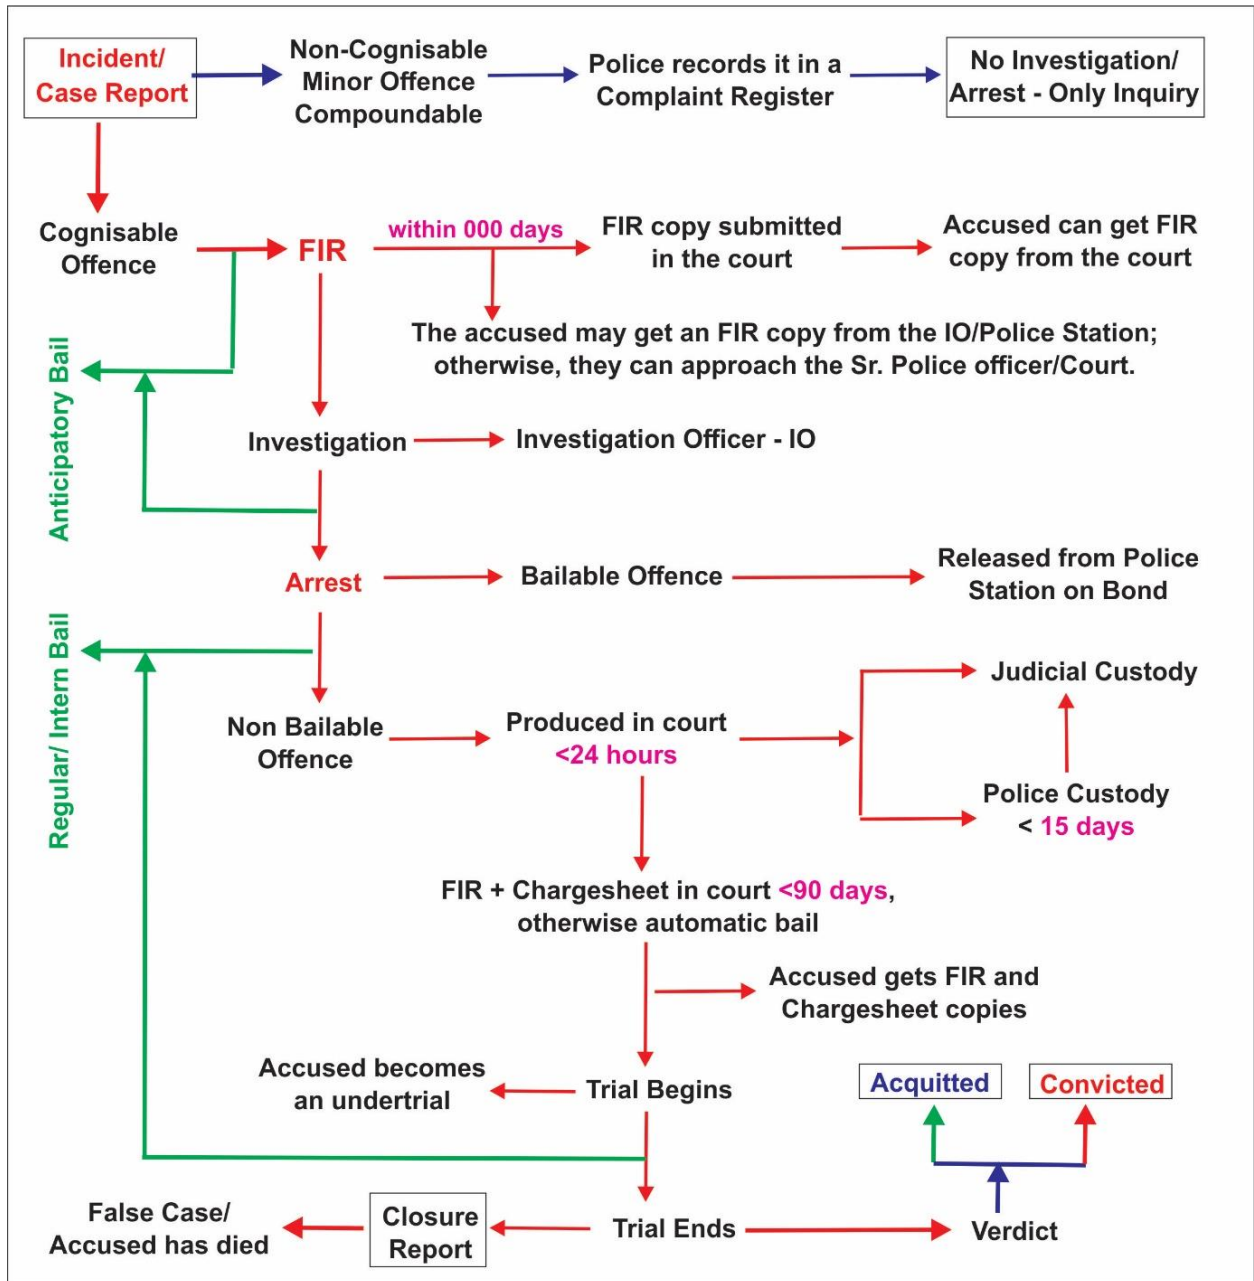 Incident/
Case Report
Non-Cognisable
Minor Offence
Compoundable
Police records it in a
Complaint Register
No Investigation/
Arrest - Only Inquiry
Cognisable
Offence
FIR
within 000 days
FIR copy submitted
in the court
Accused can get FIR
copy from the court
The accused may get an FIR copy from the IO/Police Station;
otherwise, they can approach the Sr. Police officer/Court.
Anticipatory Bail
Investigation
Investigation Officer - IO
Arrest
Bailable Offence
Released from Police
Station on Bond
Regular/ Intern Bail
Non Bailable
Offence
Produced in court
<24 hours
Judicial Custody
Police Custody
< 15 days
FIR + Chargesheet in court <90 days,
otherwise automatic bail
Accused gets FIR and
Chargesheet copies
Accused becomes
an undertrial
Trial Begins
Acquitted
Convicted
False Case/
Accused has died
Closure
Report
Trial Ends
Verdict